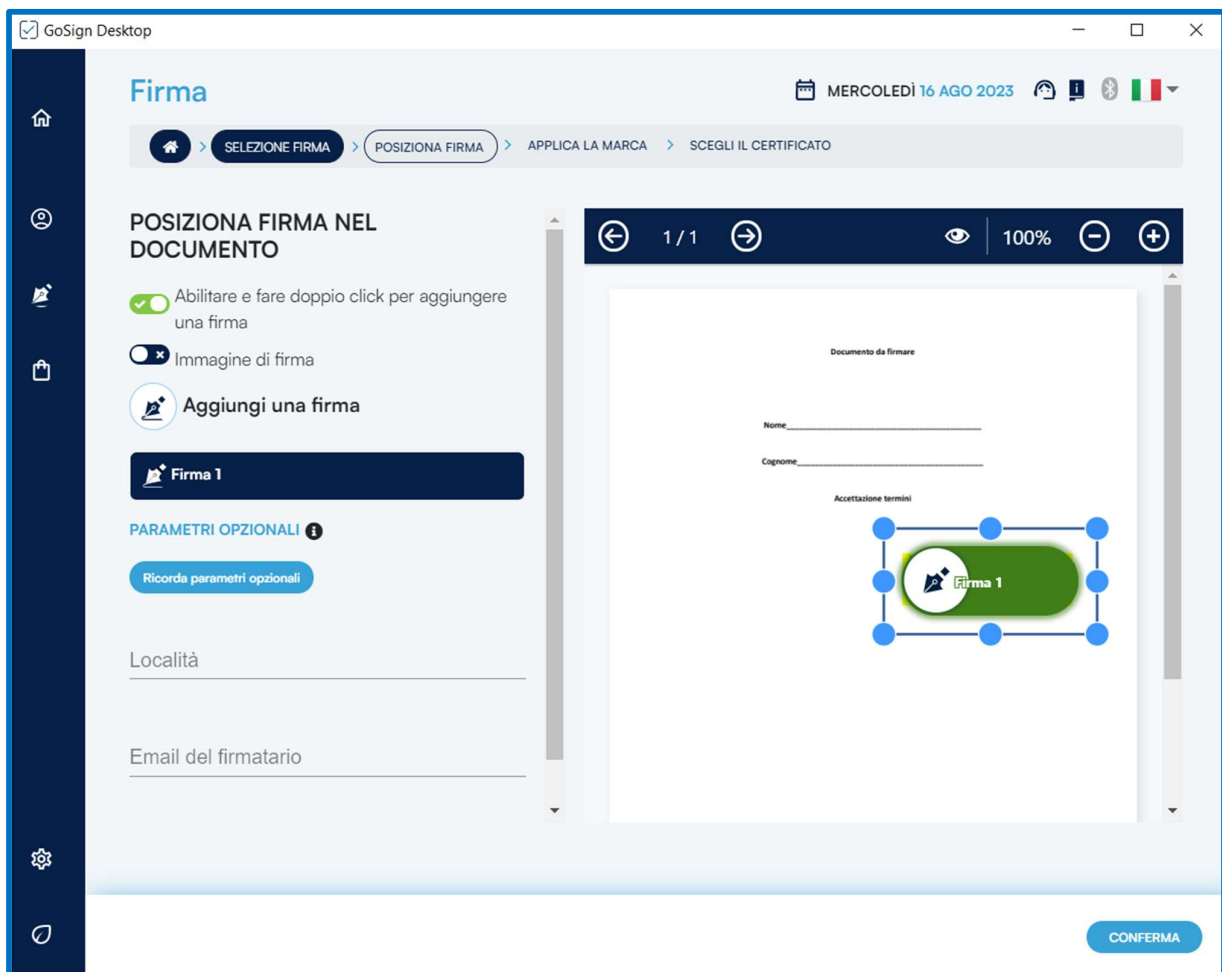 GoSign Desktop
Firma
MERCOLEDÌ 16 AGO 2023
SELEZIONE FIRMA > POSIZIONA FIRMA > APPLICA LA MARCA > SCEGLI IL CERTIFICATO
POSIZIONA FIRMA NEL
DOCUMENTO
Abilitare e fare doppio click per aggiungere
una firma
Immagine di firma
Aggiungi una firma
Firma 1
PARAMETRI OPZIONALI
Ricorda parametri opzionali
Località
Email del firmatario
1 / 1
100%
Documento da firmare
Nome
Cognome
Accettazione termini
Firma 1
CONFERMA